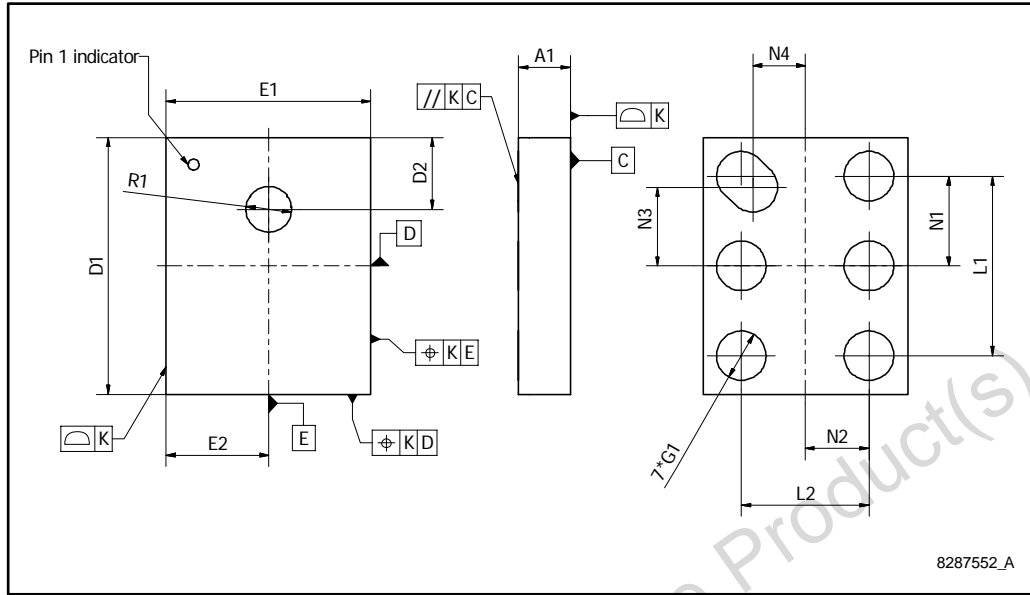 Pin 1 indicator
E1
A1
N4
// K C
K
C
D2
R1
D1
D
N3
N1
L1
K E
K
E2
E
K D
7*G1
N2
L2
e Product(s)
8287552_A